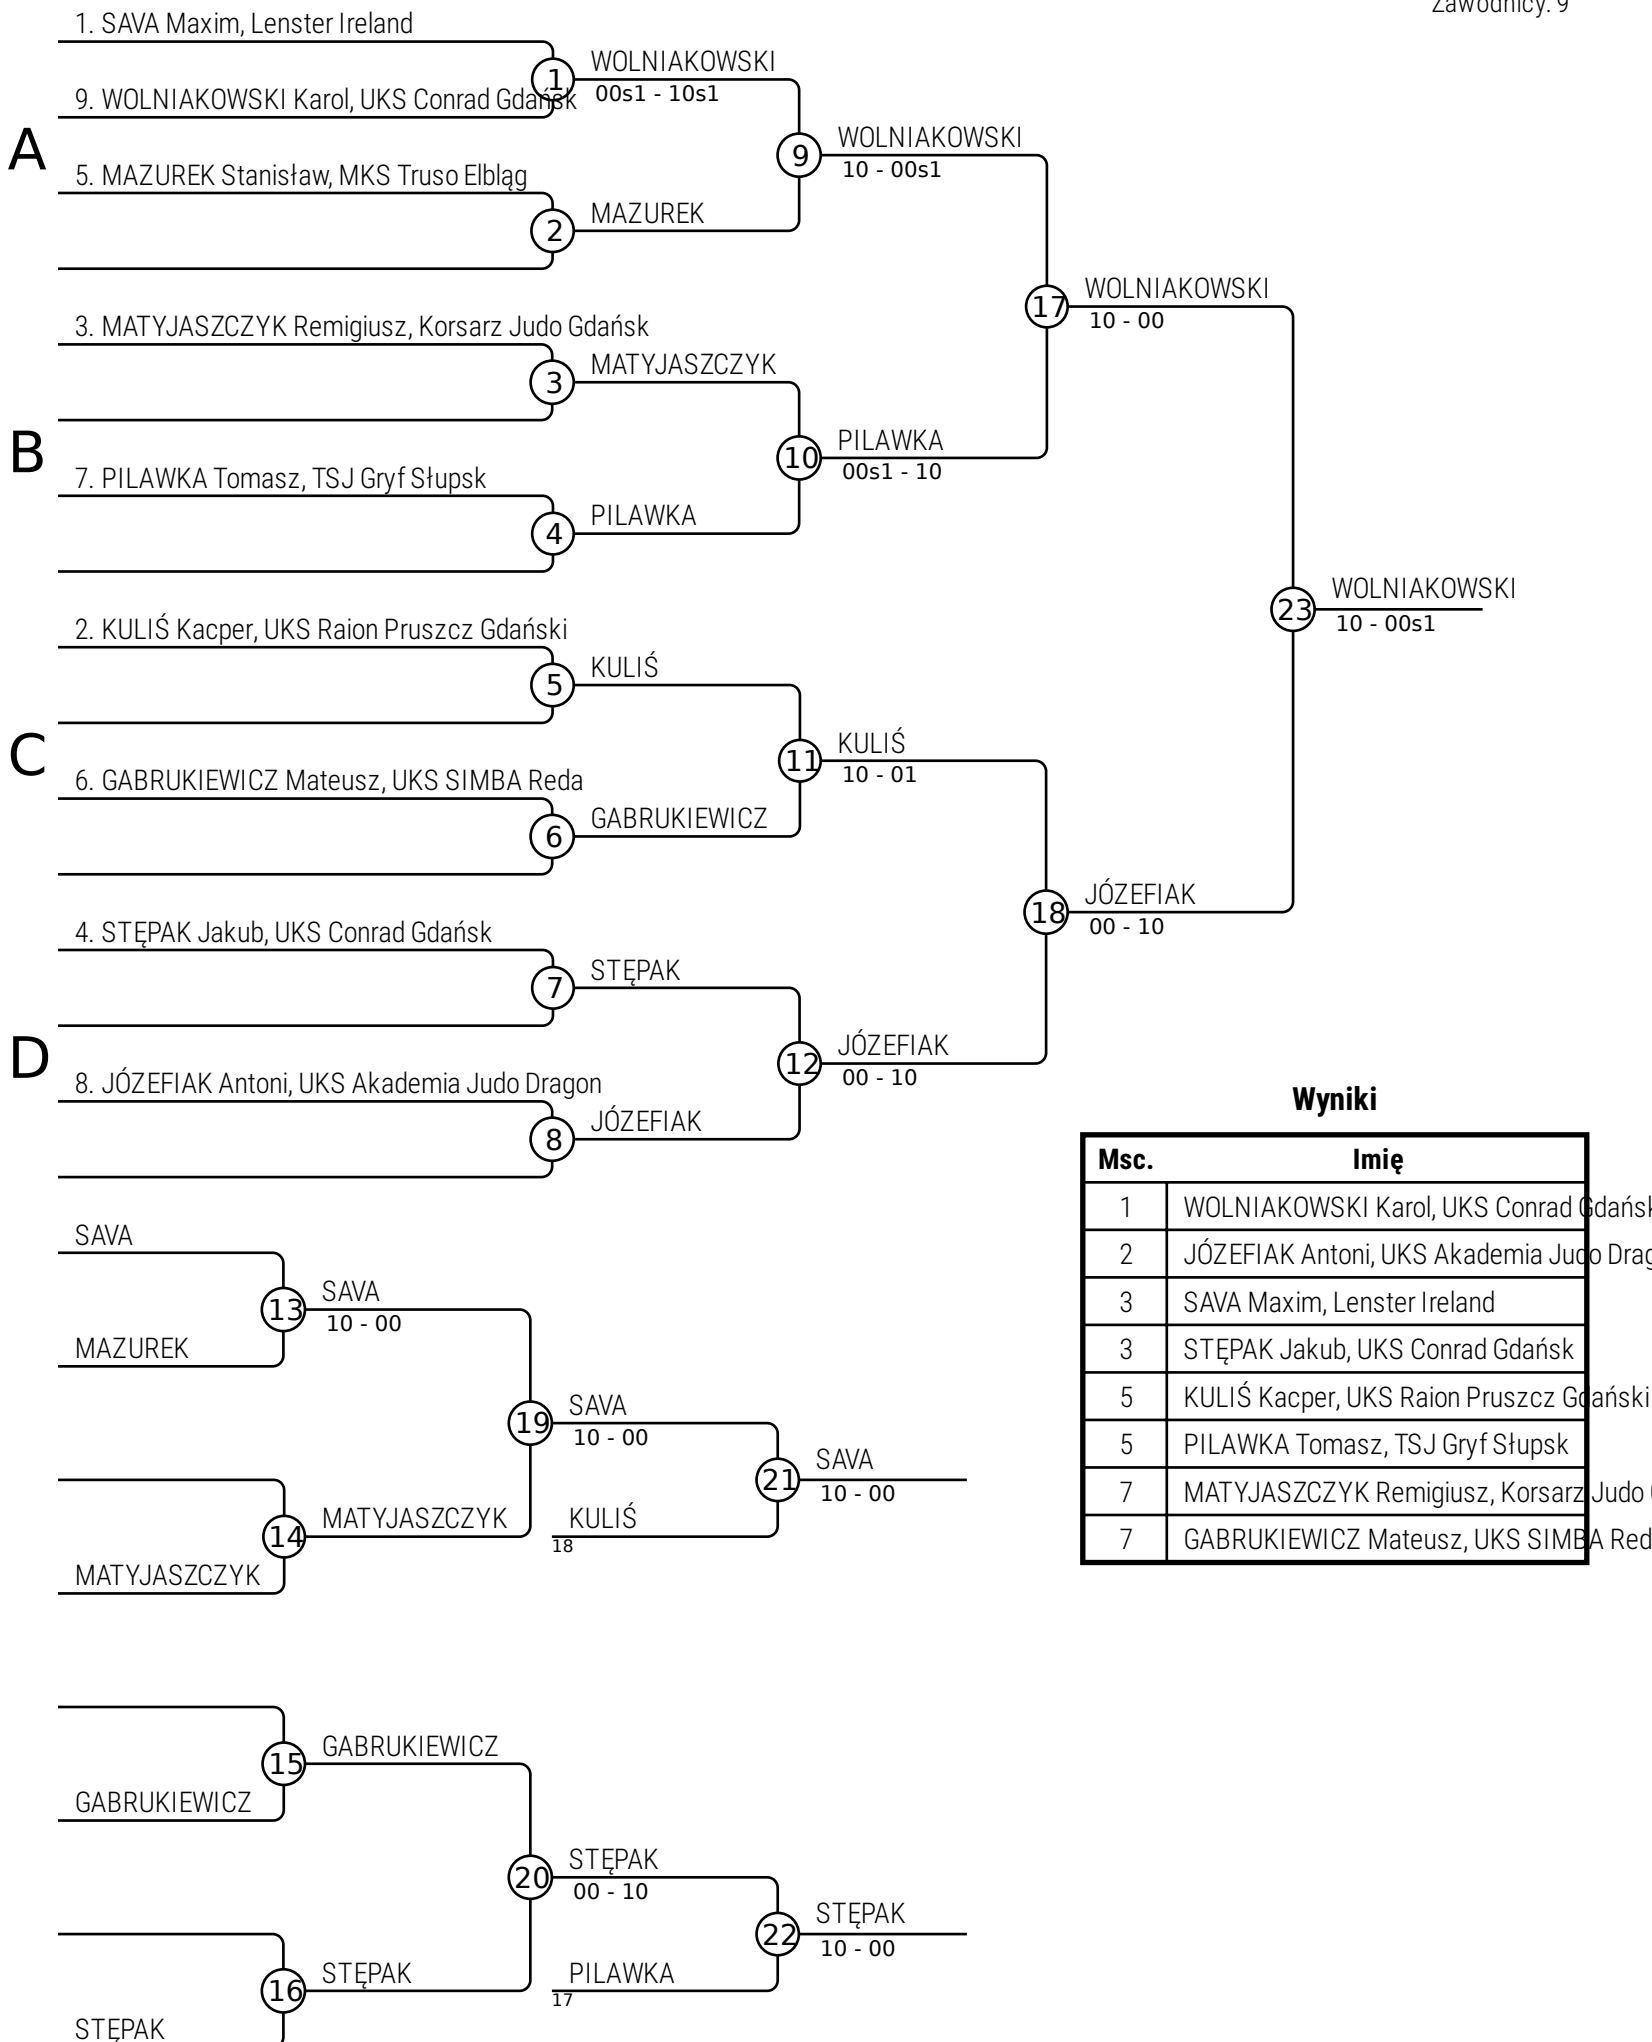 Zawodnicy: 9
1. SAVA Maxim, Lenster Ireland
1
WOLNIAKOWSKI
00s1 - 10s1
9. WOLNIAKOWSKI Karol, UKS Conrad Gdańsk
A
9
WOLNIAKOWSKI
10 - 00s1
5. MAZUREK Stanisław, MKS Truso Elbląg
2
MAZUREK
17
WOLNIAKOWSKI
10 - 00
3. MATYJASZCZYK Remigiusz, Korsarz Judo Gdańsk
3
MATYJASZCZYK
B
10
PILAWKA
00s1 - 10
7. PILAWKA Tomasz, TSJ Gryf Słupsk
4
PILAWKA
23
WOLNIAKOWSKI
10 - 00s1
2. KULIŚ Kacper, UKS Raion Pruszcz Gdański
5
KULIŚ
C
11
KULIŚ
10 - 01
6. GABRUKIEWICZ Mateusz, UKS SIMBA Reda
6
GABRUKIEWICZ
18
JÓZEFIAK
00 - 10
4. STĘPAK Jakub, UKS Conrad Gdańsk
7
STĘPAK
D
12
JÓZEFIAK
00 - 10
8. JÓZEFIAK Antoni, UKS Akademia Judo Dragon
8
JÓZEFIAK
Wyniki
Msc. Imię
1 WOLNIAKOWSKI Karol, UKS Conrad Gdańsk
2 JÓZEFIAK Antoni, UKS Akademia Judo Drag
3 SAVA Maxim, Lenster Ireland
3 STĘPAK Jakub, UKS Conrad Gdańsk
5 KULIŚ Kacper, UKS Raion Pruszcz Gdański
5 PILAWKA Tomasz, TSJ Gryf Słupsk
7 MATYJASZCZYK Remigiusz, Korsarz Judo
7 GABRUKIEWICZ Mateusz, UKS SIMBA Red
SAVA
13
SAVA
10 - 00
MAZUREK
19
SAVA
10 - 00
21
SAVA
10 - 00
14
MATYJASZCZYK
KULIŚ
18
MATYJASZCZYK
15
GABRUKIEWICZ
GABRUKIEWICZ
20
STĘPAK
00 - 10
22
STĘPAK
10 - 00
16
STĘPAK
PILAWKA
17
STĘPAK